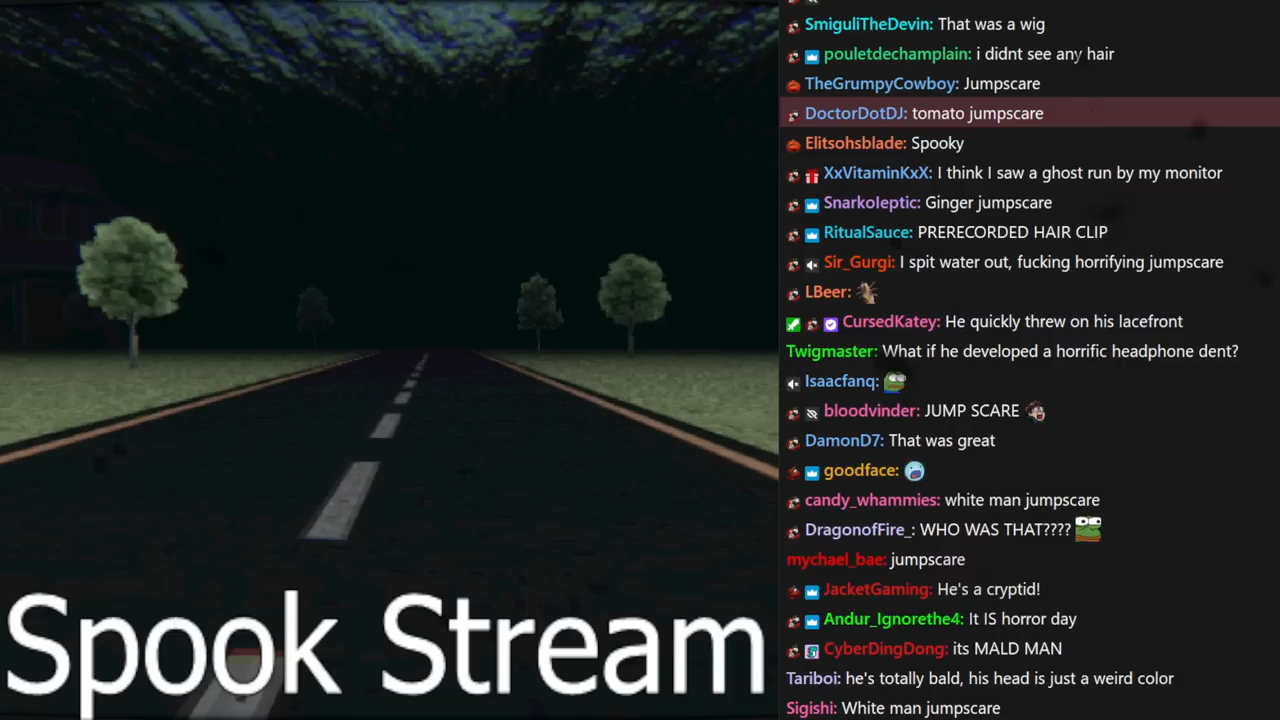 SmiguliTheDevin: That was a wig
pouletdechamplain: i didnt see any hair
TheGrumpyCowboy: Jumpscare
DoctorDotDJ: tomato jumpscare
Elitsohsblade: Spooky
XxVitaminKxX: I think I saw a ghost run by my monitor
Snarkoleptic: Ginger jumpscare
RitualSauce: PRERECORDED HAIR CLIP
Sir_Gurgi: I spit water out, fucking horrifying jumpscare
LBeer:
CursedKatey: He quickly threw on his lacefront
Twigmaster: What if he developed a horrific headphone dent?
Isaacfanq:
bloodvinder: JUMP SCARE
DamonD7: That was great
goodface:
candy_whammies: white man jumpscare
DragonofFire_: WHO WAS THAT????
mychael_bae: jumpscare
JacketGaming: He's a cryptid!
Andur_Ignorethe4: It IS horror day
CyberDingDong: its MALD MAN
Tariboi: he's totally bald, his head is just a weird color
Sigishi: White man jumpscare
Spook Stream